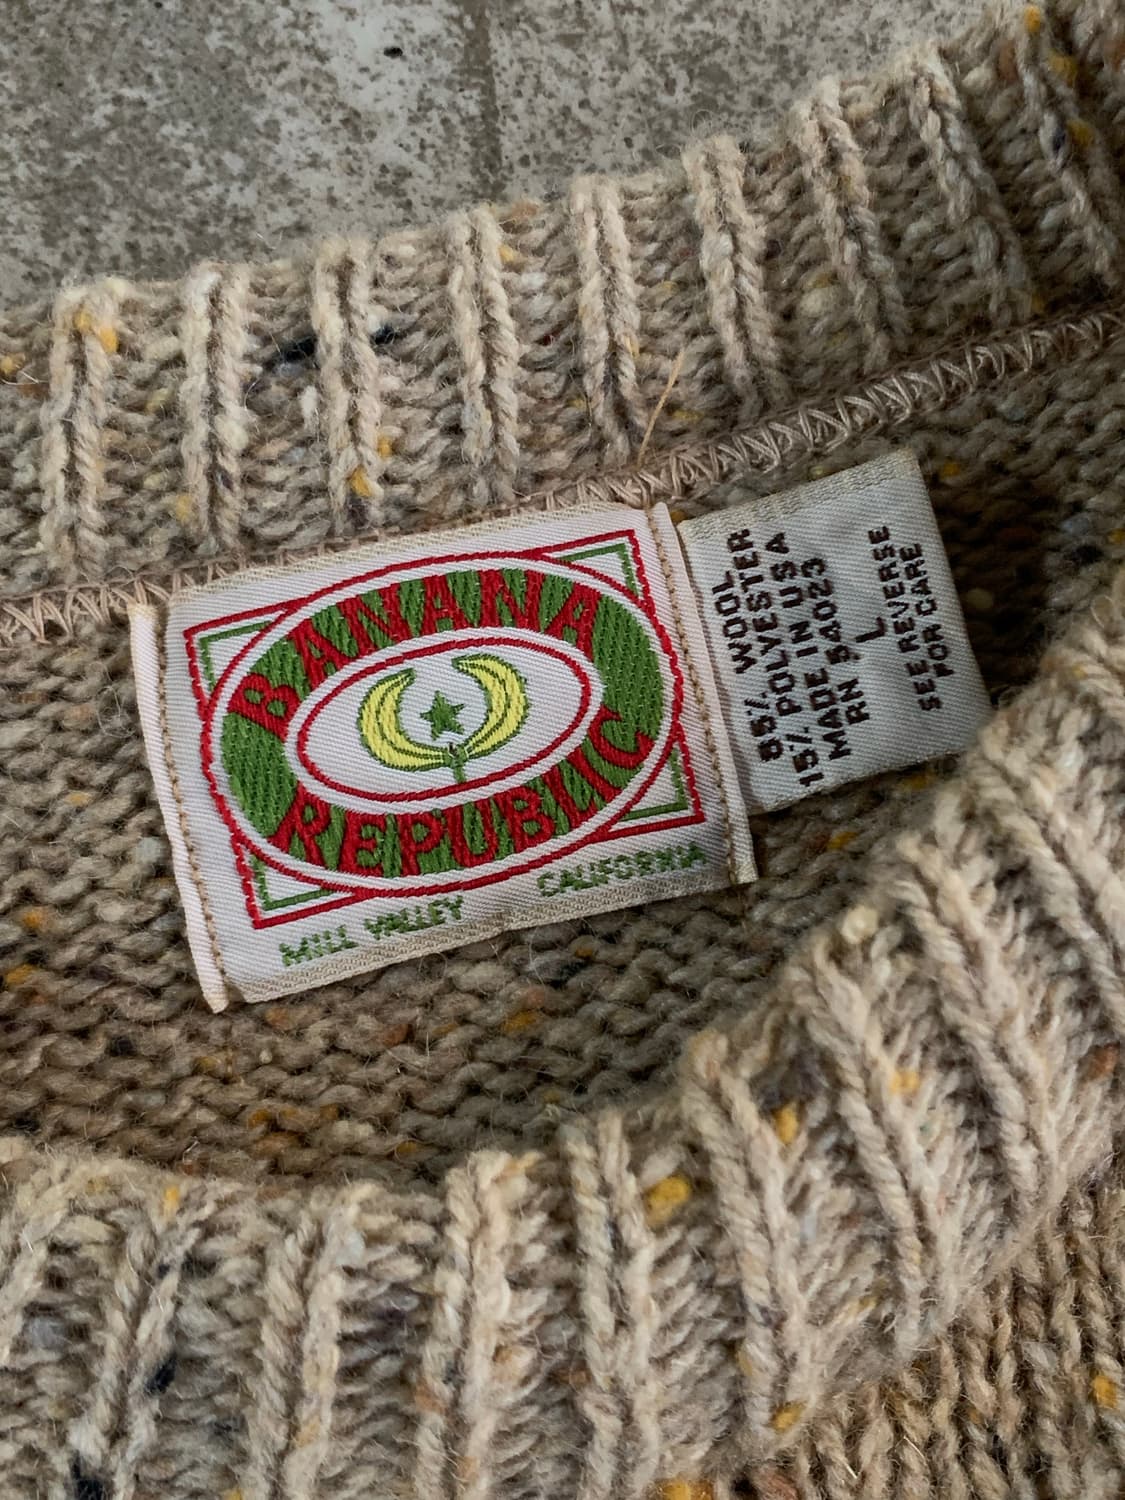 BANANA
REPUBLIC
MILL VALLEY CALIFORNIA
85% WOOL
15% POLYESTER
MADE IN USA
RN 54023
L
SEE REVERSE
FOR CARE